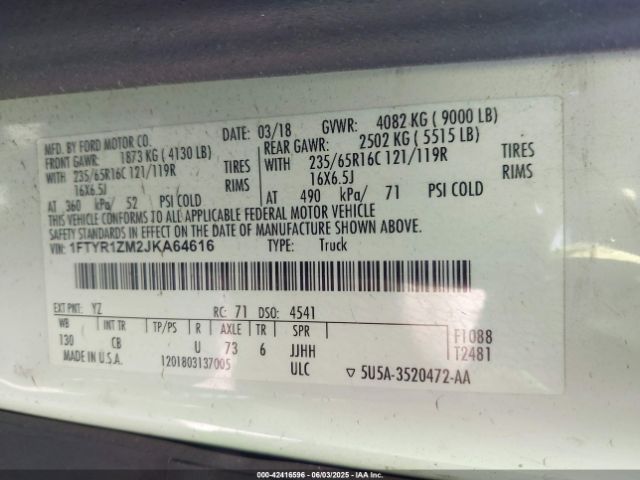 MFD. BY FORD MOTOR CO.
DATE: 03/18 GVWR: 4082 KG ( 9000 LB)
FRONT GAWR: 1873 KG ( 4130 LB)
REAR GAWR: 2502 KG ( 5515 LB)
WITH 235/65R16C 121/119R TIRES
WITH 235/65R16C 121/119R TIRES
16X6.5J RIMS
16X6.5J RIMS
AT 360 kPa/ 52 PSI COLD
AT 490 kPa/ 71 PSI COLD
THIS VEHICLE CONFORMS TO ALL APPLICABLE FEDERAL MOTOR VEHICLE
SAFETY STANDARDS IN EFFECT ON THE DATE OF MANUFACTURE SHOWN ABOVE.
VIN: 1FTYR1ZM2JKA64616 TYPE: Truck
EXT PNT: YZ RC: 71 DSO: 4541
WB INT TR TP/PS R AXLE TR SPR
130 CB U 73 6 JJHH F1088
MADE IN U.S.A. 1201803137005 ULC T2481
▽ 5U5A-3520472-AA
000-42416596 - 06/03/2025 - IAAI.COM